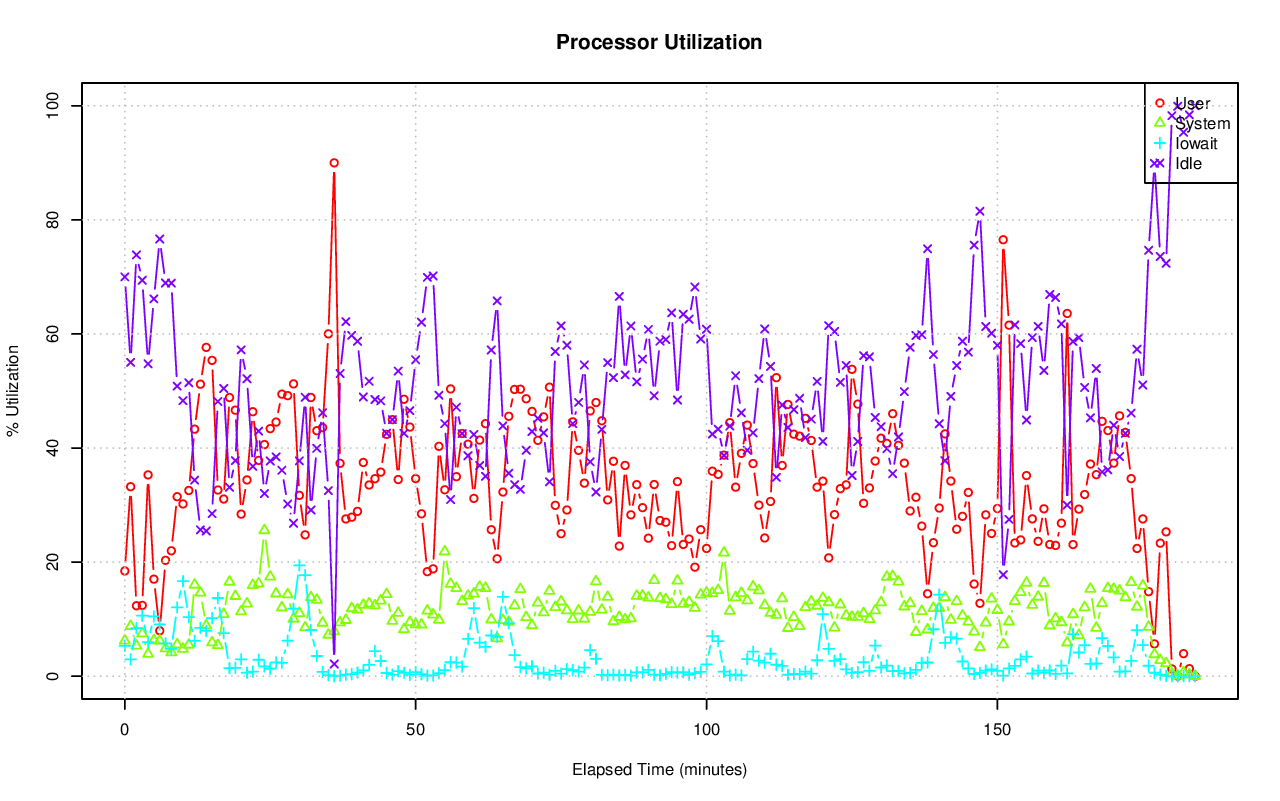 Processor Utilization
% Utilization
100
80
60
40
20
0
User
System
Iowait
Idle
0 50 100 150
Elapsed Time (minutes)